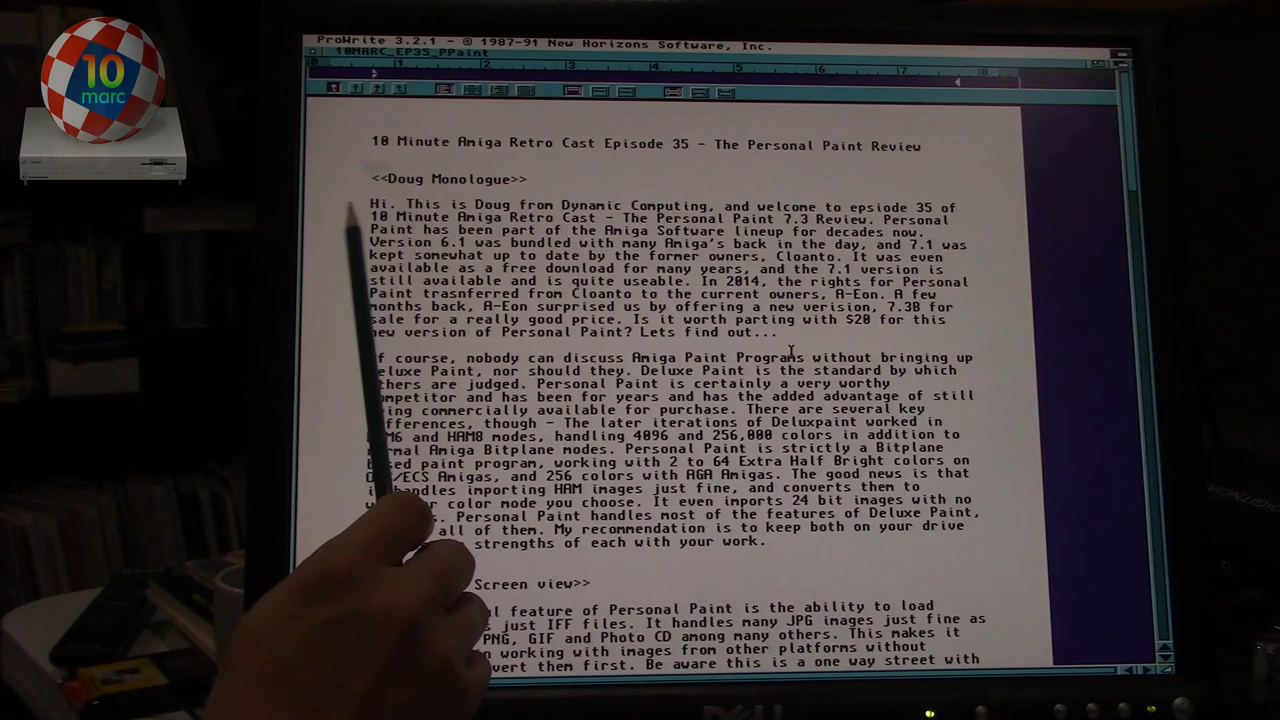 10
marc
ProWrite 3.2.1 - © 1987-91 New Horizons Software, Inc.
10MARC_EP35_PPaint
0 1 2 3 4 5 6 7 8
10 Minute Amiga Retro Cast Episode 35 - The Personal Paint Review
<<Doug Monologue>>
Hi. This is Doug from Dynamic Computing, and welcome to epsiode 35 of
10 Minute Amiga Retro Cast - The Personal Paint 7.3 Review. Personal
Paint has been part of the Amiga Software lineup for decades now.
Version 6.1 was bundled with many Amiga's back in the day, and 7.1 was
kept somewhat up to date by the former owners, Cloanto. It was even
available as a free download for many years, and the 7.1 version is
still available and is quite useable. In 2014, the rights for Personal
Paint trasnferred from Cloanto to the current owners, A-Eon. A few
months back, A-Eon surprised us by offering a new verision, 7.3B for
sale for a really good price. Is it worth parting with $20 for this
new version of Personal Paint? Lets find out...
f course, nobody can discuss Amiga Paint Programs without bringing up
eluxe Paint, nor should they. Deluxe Paint is the standard by which
thers are judged. Personal Paint is certainly a very worthy
ompetitor and has been for years and has the added advantage of still
ing commercially available for purchase. There are several key
fferences, though - The later iterations of Deluxpaint worked in
M6 and HAM8 modes, handling 4096 and 256,000 colors in addition to
rmal Amiga Bitplane modes. Personal Paint is strictly a Bitplane
sed paint program, working with 2 to 64 Extra Half Bright colors on
/ECS Amigas, and 256 colors with AGA Amigas. The good news is that
handles importing HAM images just fine, and converts them to
r color mode you choose. It even imports 24 bit images with no
s. Personal Paint handles most of the features of Deluxe Paint,
all of them. My recommendation is to keep both on your drive
strengths of each with your work.
Screen view>>
ul feature of Personal Paint is the ability to load
s just IFF files. It handles many JPG images just fine as
PNG, GIF and Photo CD among many others. This makes it
n working with images from other platforms without
vert them first. Be aware this is a one way street with
DELL